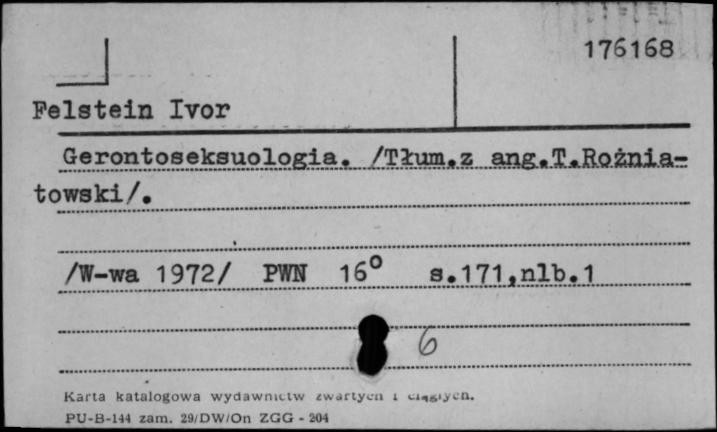 176168
Felstein Ivor
Gerontoseksuologia. /Tłum.z ang.T.Rożnia-
towski/.
/W-wa 1972/ PWN 16° s.171,nlb.1
6
Karta katalogowa wydawnictw zwartych i ciągłych.
PU-B-144 zam. 29/DW/On ZGG - 204